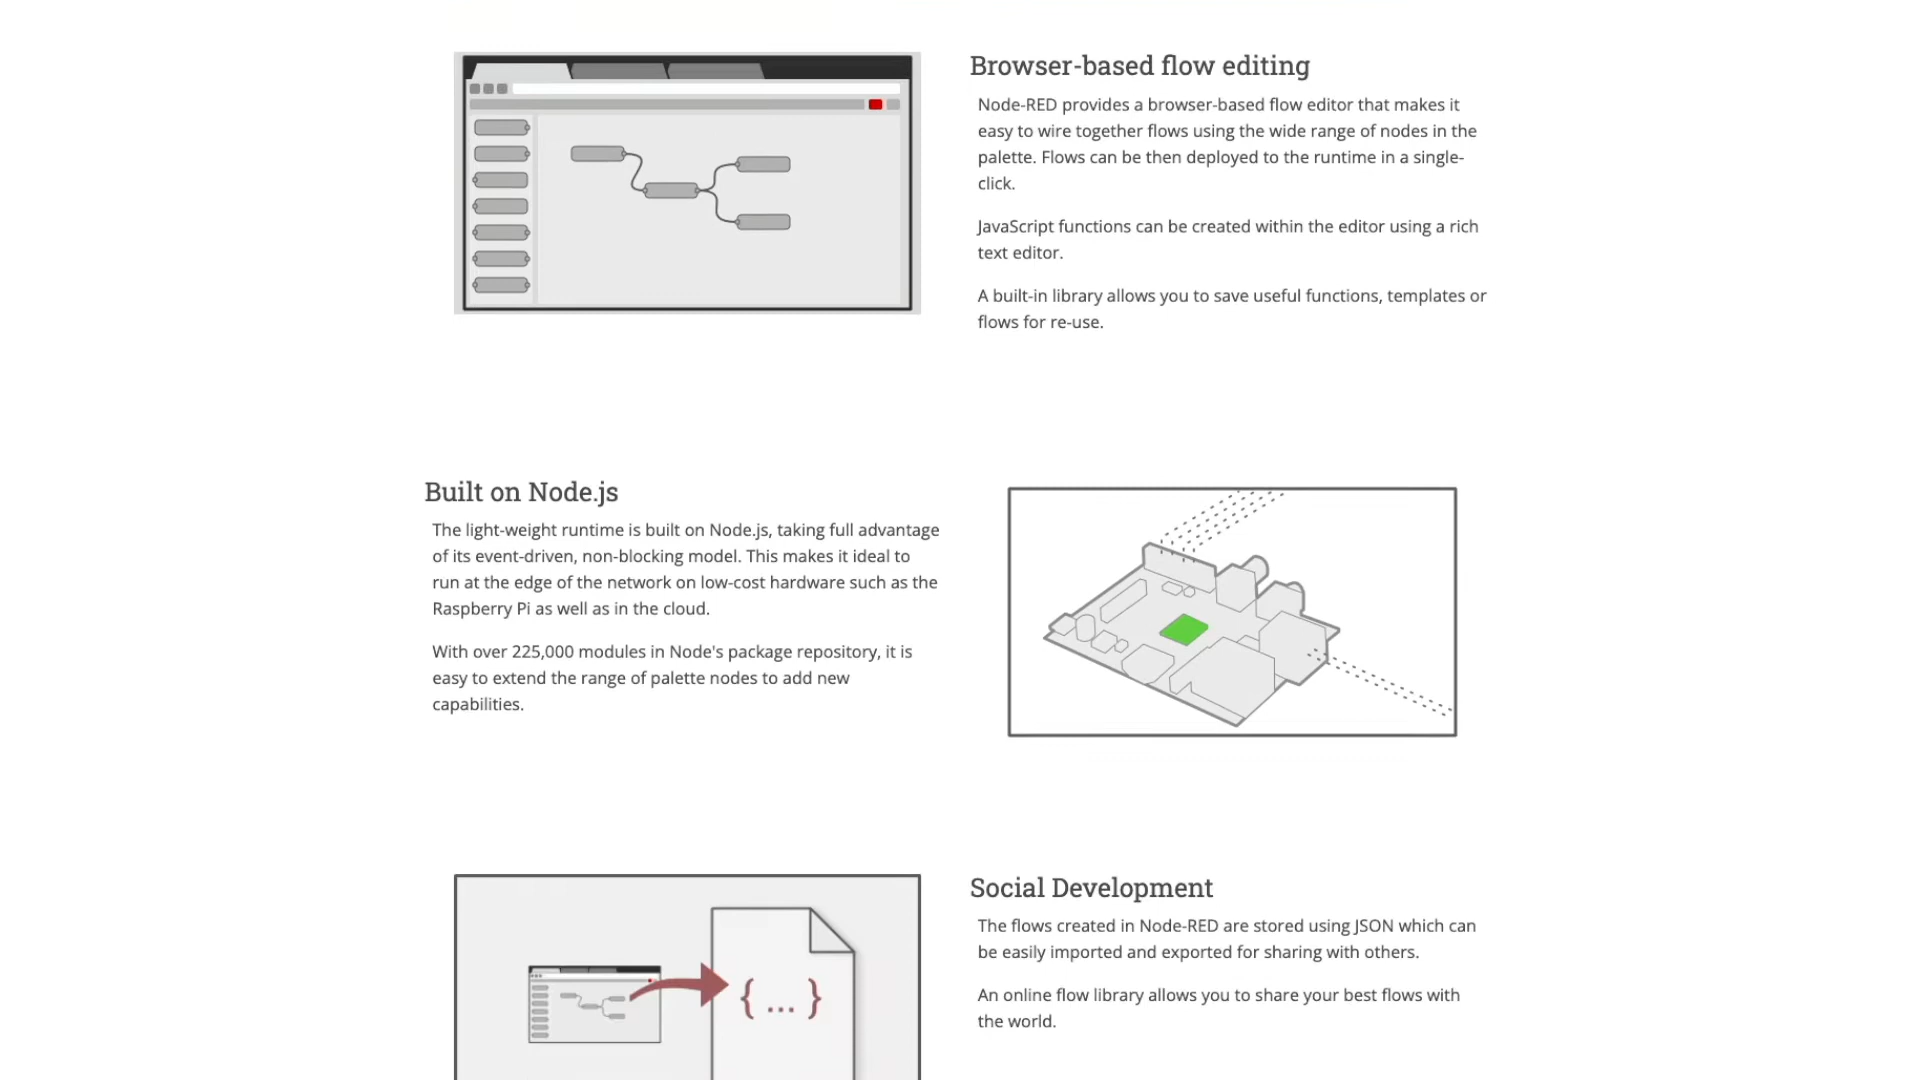 Browser-based flow editing
Node-RED provides a browser-based flow editor that makes it
easy to wire together flows using the wide range of nodes in the
palette. Flows can be then deployed to the runtime in a single-
click.
JavaScript functions can be created within the editor using a rich
text editor.
A built-in library allows you to save useful functions, templates or
flows for re-use.
Built on Node.js
The light-weight runtime is built on Node.js, taking full advantage
of its event-driven, non-blocking model. This makes it ideal to
run at the edge of the network on low-cost hardware such as the
Raspberry Pi as well as in the cloud.
With over 225,000 modules in Node's package repository, it is
easy to extend the range of palette nodes to add new
capabilities.
{ ... }
Social Development
The flows created in Node-RED are stored using JSON which can
be easily imported and exported for sharing with others.
An online flow library allows you to share your best flows with
the world.